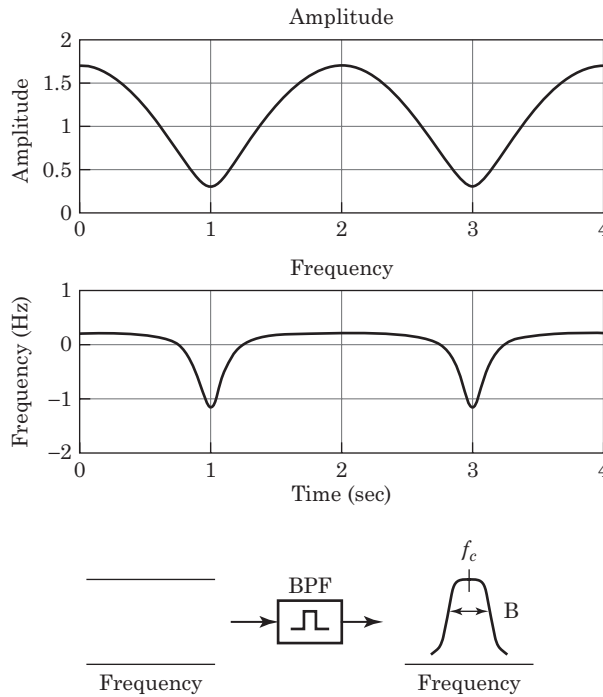 Amplitude
2
1.5
1
0.5
0
Amplitude
0 1 2 3 4
Frequency
1
0
−1
−2
Frequency (Hz)
0 1 2 3 4
Time (sec)
BPF
f_c
B
Frequency
Frequency